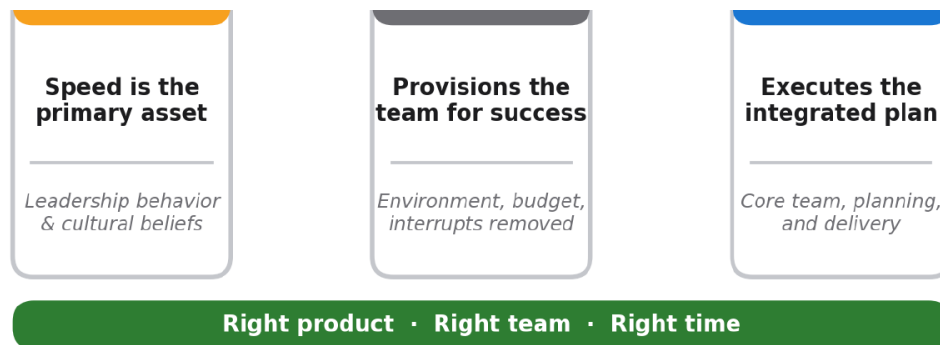 Speed is the
primary asset
Leadership behavior
& cultural beliefs
Provisions the
team for success
Environment, budget,
interrupts removed
Executes the
integrated plan
Core team, planning,
and delivery
Right product · Right team · Right time